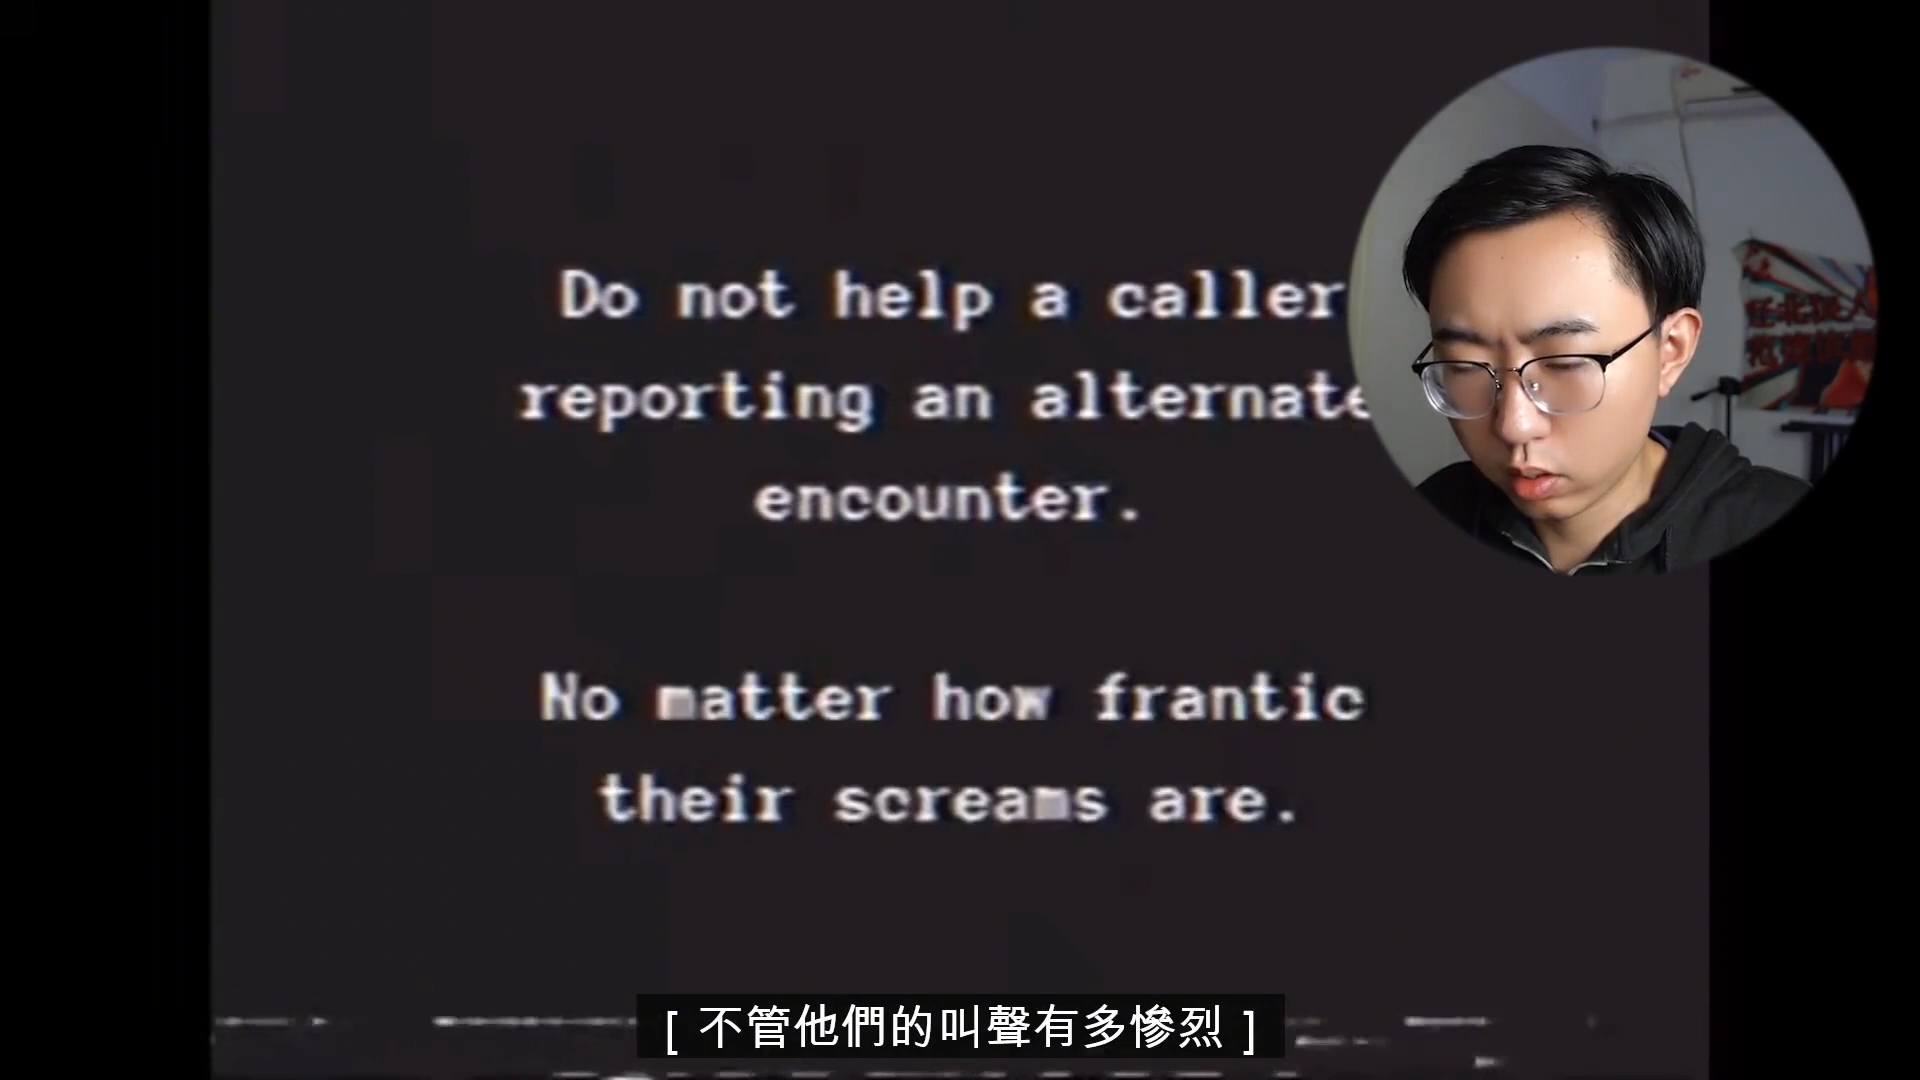 Do not help a caller
reporting an alternate
encounter.
No matter how frantic
their screams are.
[ 不管他們的叫聲有多慘烈 ]